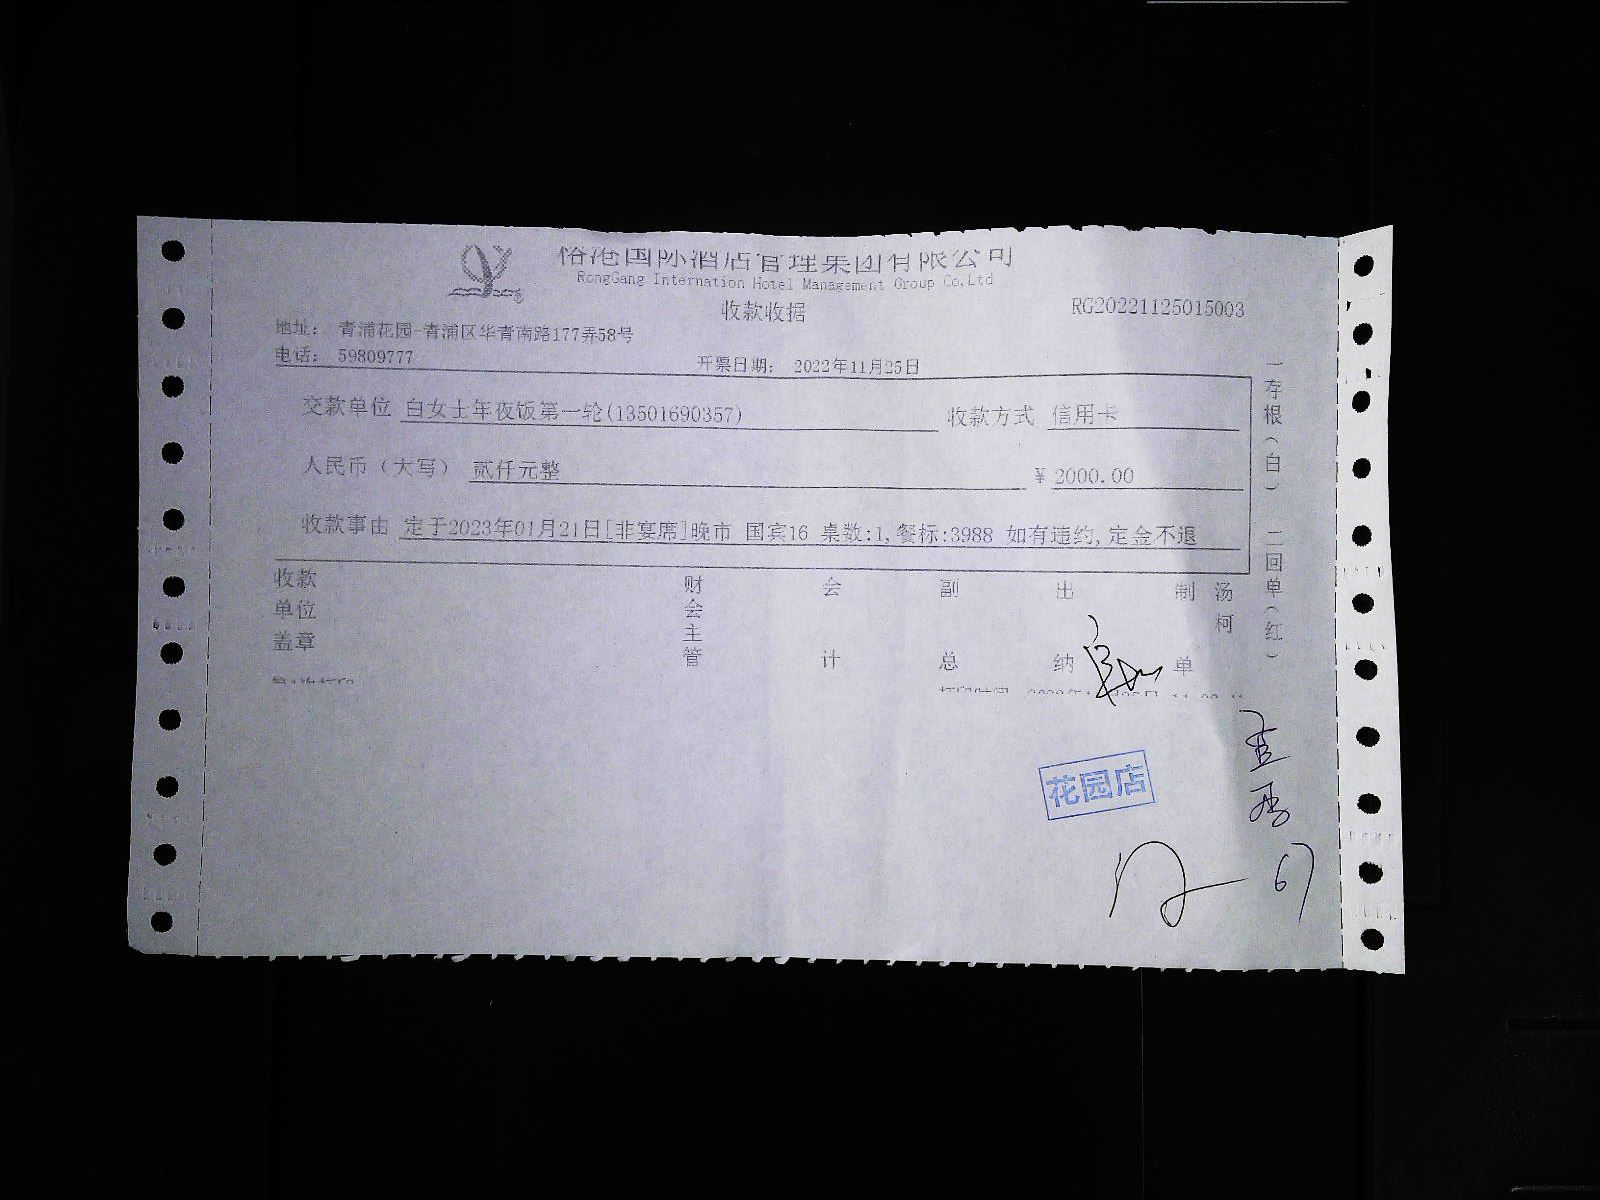 裕港国际酒店管理集团有限公司
RongGang Internation Hotel Management Group Co,Ltd
收款收据
RG20221125015003
地址： 青浦花园-青浦区华青南路177弄58号
电话： 59809777 开票日期： 2022年11月25日
交款单位 白女士年夜饭第一轮(13501690357) 收款方式 信用卡
人民币（大写） 贰仟元整 ¥ 2000.00
收款事由 定于2023年01月21日[非宴席]晚市 国宾16 桌数:1,餐标:3988 如有违约,定金不退
收款单位盖章 财会主管 会计 副总 出纳 制单 汤柯
一存根（白） 二回单（红）
花园店